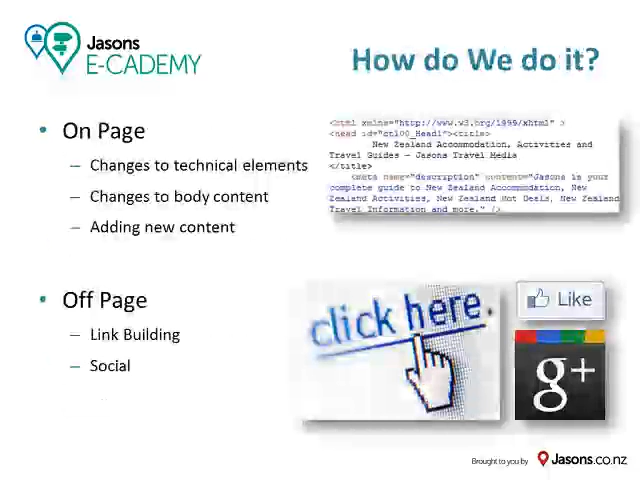 Jasons
E-CADEMY
How do We do it?
• On Page
– Changes to technical elements
– Changes to body content
– Adding new content
<html xmlns="http://www.w3.org/1999/xhtml" >
<head id="ctl00_Head1"><title>
New Zealand Accommodation, Activities and
Travel Guides – Jasons Travel Media
</title>
<meta name="description" content="Jasons is your
complete guide to New Zealand Accommodation, New
Zealand Activities, New Zealand Hot Deals, New Zealand
Travel Information and more." />
• Off Page
– Link Building
– Social
click here.
Like
g+
Brought to you by Jasons.co.nz